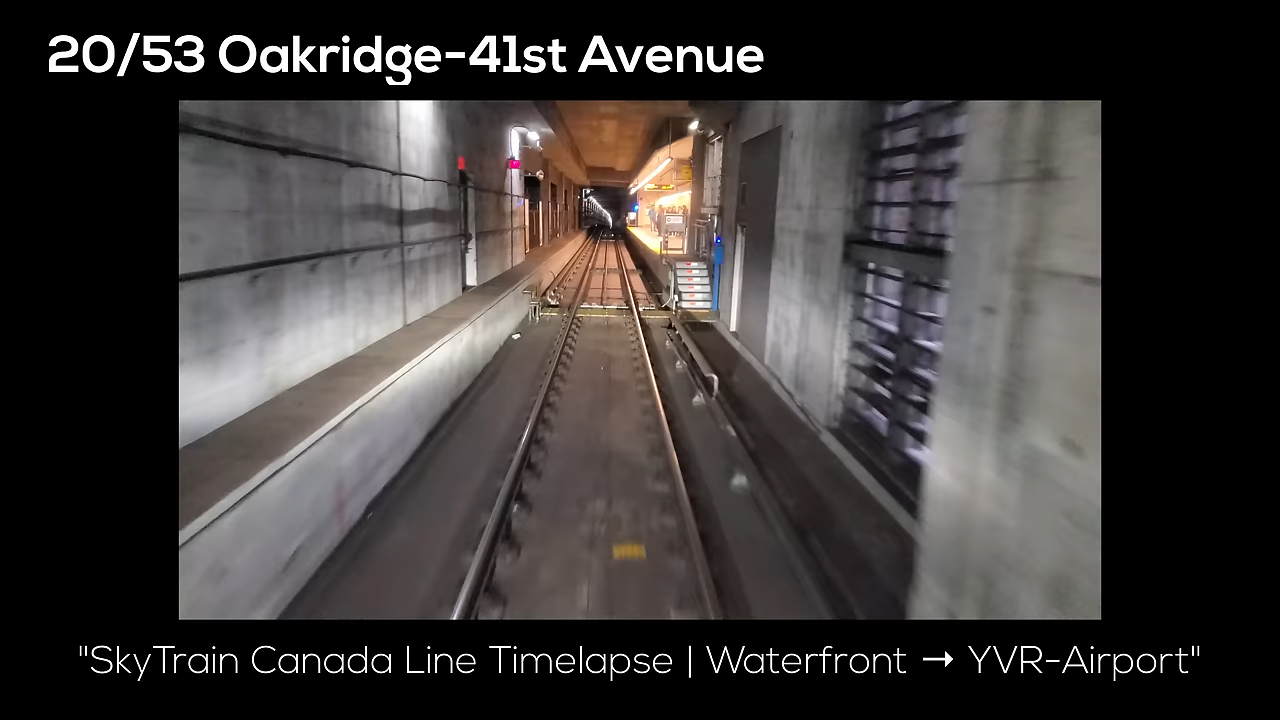 20/53 Oakridge-41st Avenue
"SkyTrain Canada Line Timelapse | Waterfront → YVR-Airport"